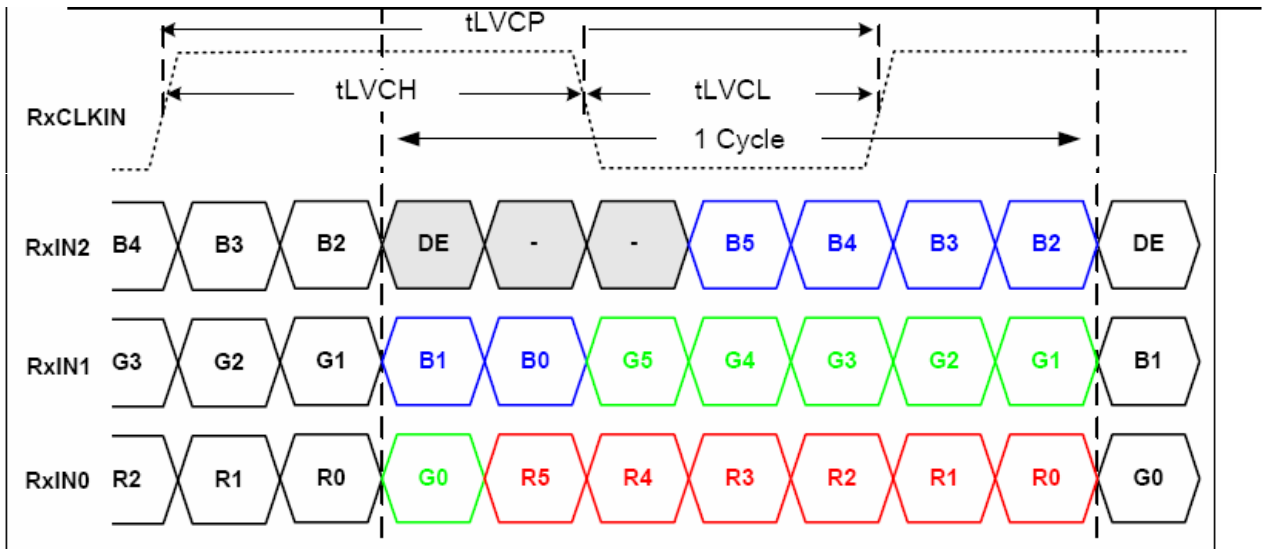 tLVCP
tLVCH tLVCL
RxCLKIN
1 Cycle
RxIN2 B4 B3 B2 DE - - B5 B4 B3 B2 DE
RxIN1 G3 G2 G1 B1 B0 G5 G4 G3 G2 G1 B1
RxIN0 R2 R1 R0 G0 R5 R4 R3 R2 R1 R0 G0